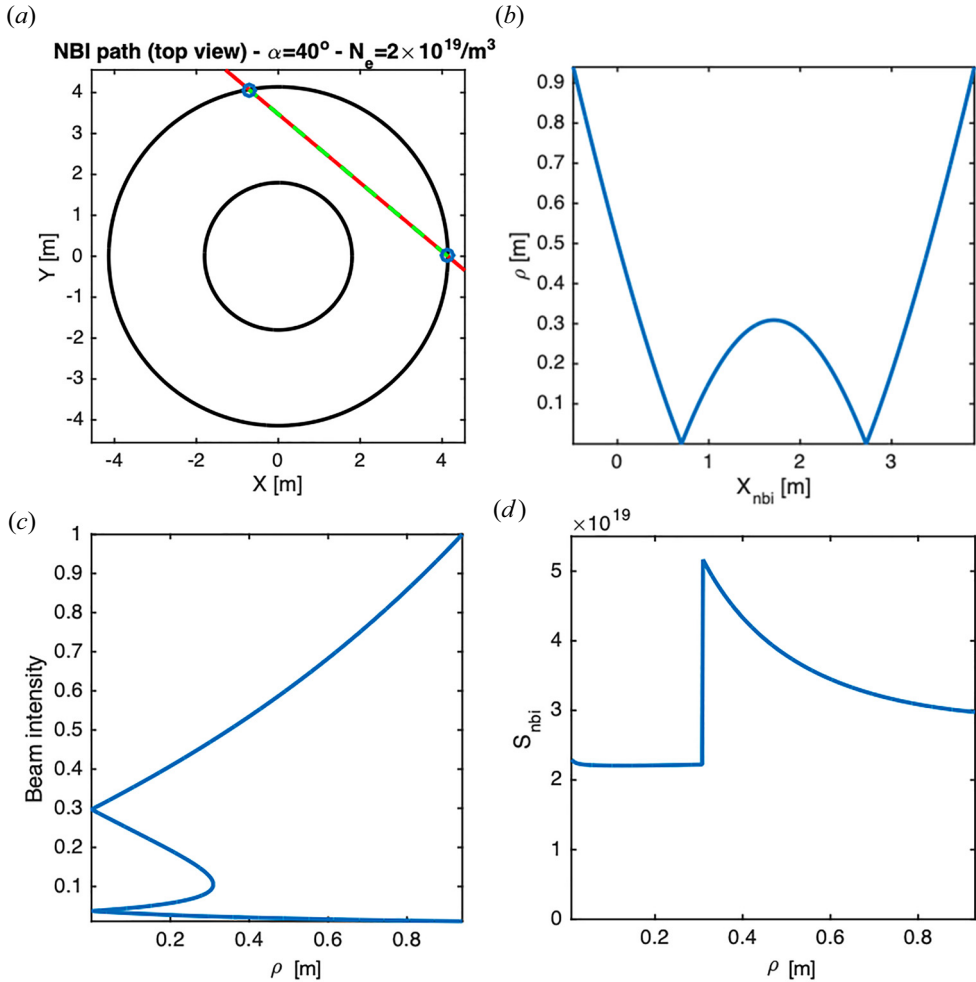 (a)
NBI path (top view) - α=40° - N_e=2×10^19/m^3
4
3
2
1
0
-1
-2
-3
-4
Y [m]
-4 -2 0 2 4
X [m]
(b)
0.9
0.8
0.7
0.6
0.5
0.4
0.3
0.2
0.1
ρ [m]
0 1 2 3
X_nbi [m]
(c)
1
0.9
0.8
0.7
0.6
0.5
0.4
0.3
0.2
0.1
Beam intensity
0.2 0.4 0.6 0.8
ρ [m]
(d)
×10^19
5
4
3
2
1
0
S_nbi
0.2 0.4 0.6 0.8
ρ [m]